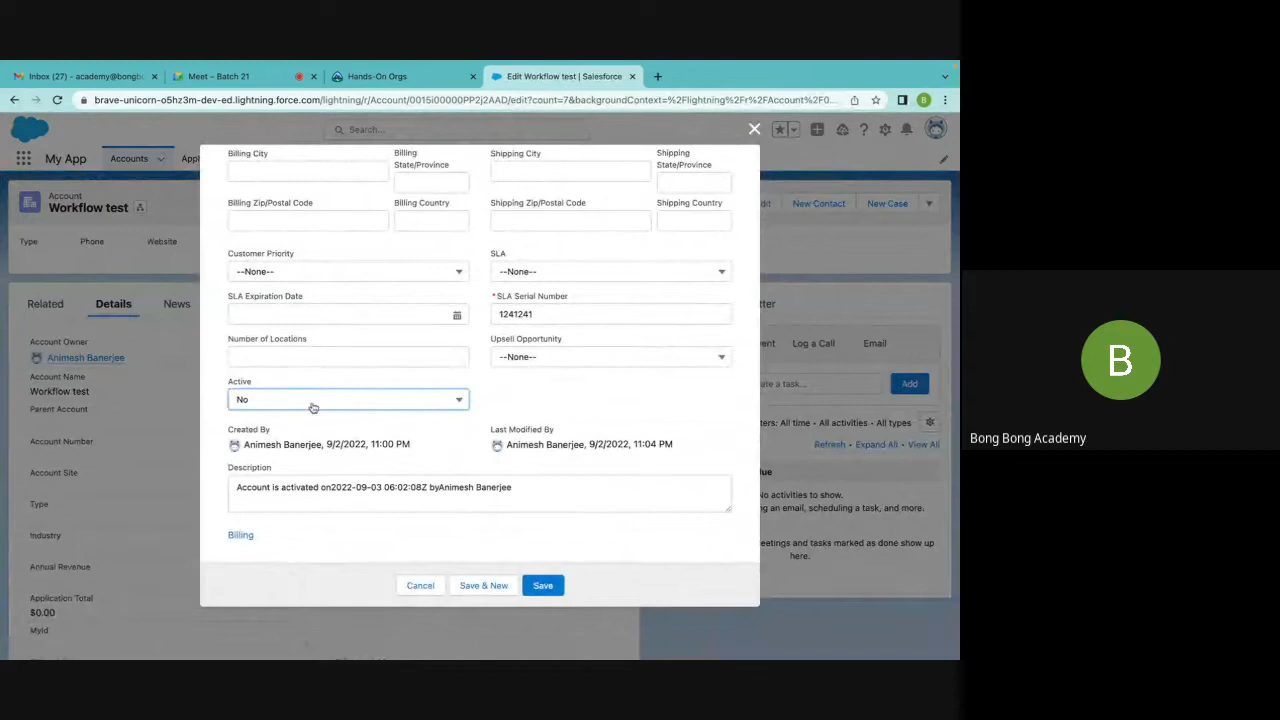 Inbox (27) - academy@bongb
Meet – Batch 21
Hands-On Orgs
Edit Workflow test | Salesforce
brave-unicorn-o5hz3m-dev-ed.lightning.force.com/lightning/r/Account/0015i00000PP2j2AAD/edit?count=7&backgroundContext=%2Flightning%2Fr%2FAccount%2F0...
B
Search...
My App
Accounts
Appl
Account
Workflow test
dit
New Contact
New Case
Type
Phone
Website
Related
Details
News
Account Owner
Animesh Banerjee
Account Name
Workflow test
Parent Account
Account Number
Account Site
Type
Industry
Annual Revenue
Application Total
$0.00
MyId
Billing City
Billing State/Province
Shipping City
Shipping State/Province
Billing Zip/Postal Code
Billing Country
Shipping Zip/Postal Code
Shipping Country
Customer Priority
--None--
SLA
--None--
SLA Expiration Date
*SLA Serial Number
1241241
Number of Locations
Upsell Opportunity
--None--
Active
No
Created By
Animesh Banerjee, 9/2/2022, 11:00 PM
Last Modified By
Animesh Banerjee, 9/2/2022, 11:04 PM
Description
Account is activated on2022-09-03 06:02:08Z byAnimesh Banerjee
Billing
Cancel
Save & New
Save
tter
ent
Log a Call
Email
ate a task...
Add
ters: All time • All activities • All types
Refresh • Expand All • View All
lue
No activities to show.
ng an email, scheduling a task, and more.
eetings and tasks marked as done show up
here.
B
Bong Bong Academy